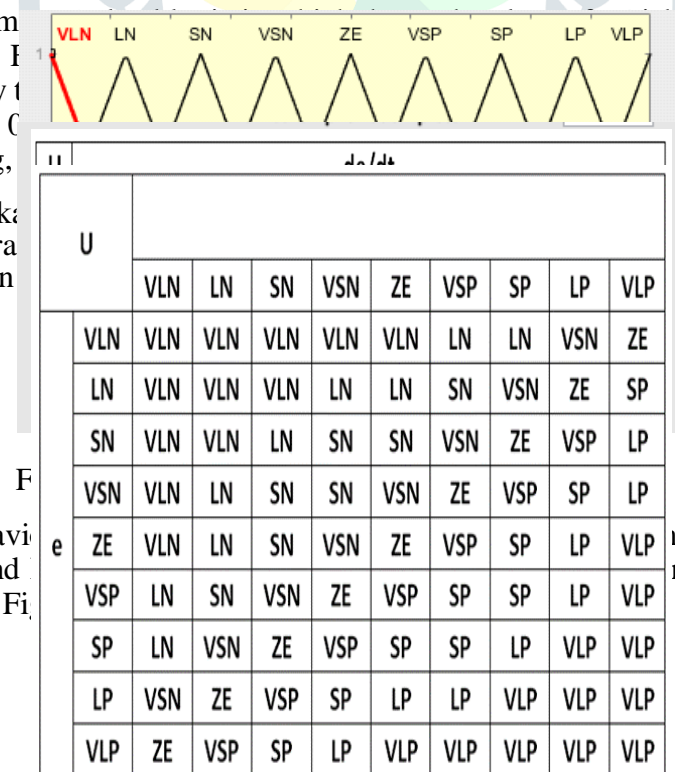 VLN LN SN VSN ZE VSP SP LP VLP
1
U de/dt
U
VLN LN SN VSN ZE VSP SP LP VLP
VLN VLN VLN VLN VLN VLN LN LN VSN ZE
LN VLN VLN VLN LN LN SN VSN ZE SP
SN VLN VLN LN SN SN VSN ZE VSP LP
VSN VLN LN SN SN VSN ZE VSP SP LP
e ZE VLN LN SN VSN ZE VSP SP LP VLP
VSP LN SN VSN ZE VSP SP SP LP VLP
SP LN VSN ZE VSP SP SP LP VLP VLP
LP VSN ZE VSP SP LP LP VLP VLP VLP
VLP ZE VSP SP LP VLP VLP VLP VLP VLP